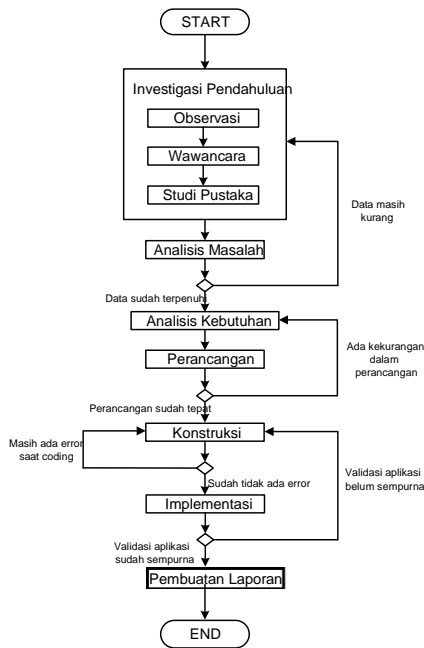 START
Investigasi Pendahuluan
Observasi
Wawancara
Studi Pustaka
Data masih
kurang
Analisis Masalah
Data sudah terpenuhi
Analisis Kebutuhan
Perancangan
Ada kekurangan
dalam
perancangan
Perancangan sudah tepat
Konstruksi
Masih ada error
saat coding
Sudah tidak ada error
Validasi aplikasi
belum sempurna
Implementasi
Validasi aplikasi
sudah sempurna
Pembuatan Laporan
END